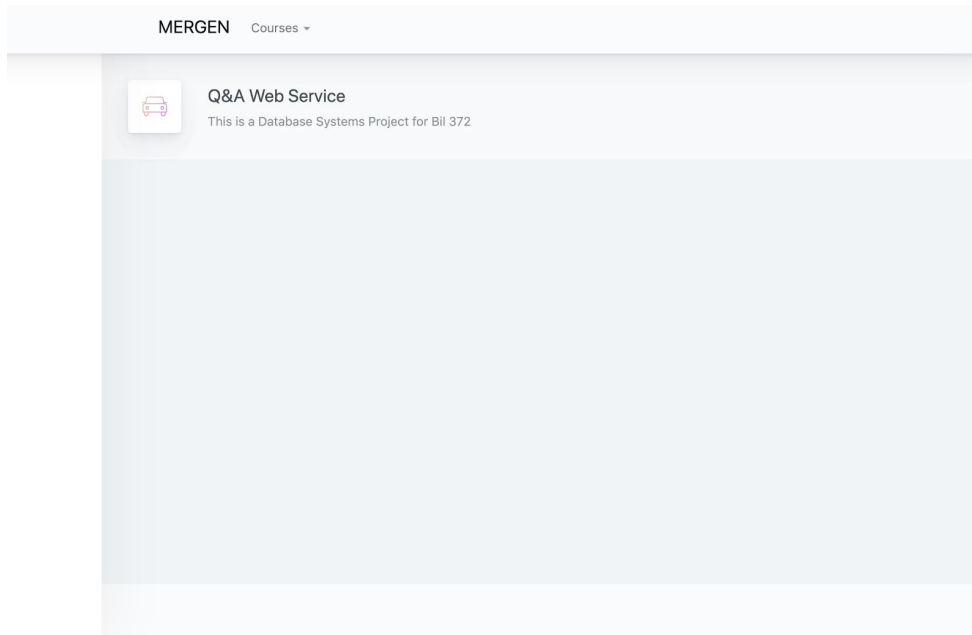 MERGEN Courses
Q&A Web Service
This is a Database Systems Project for Bil 372